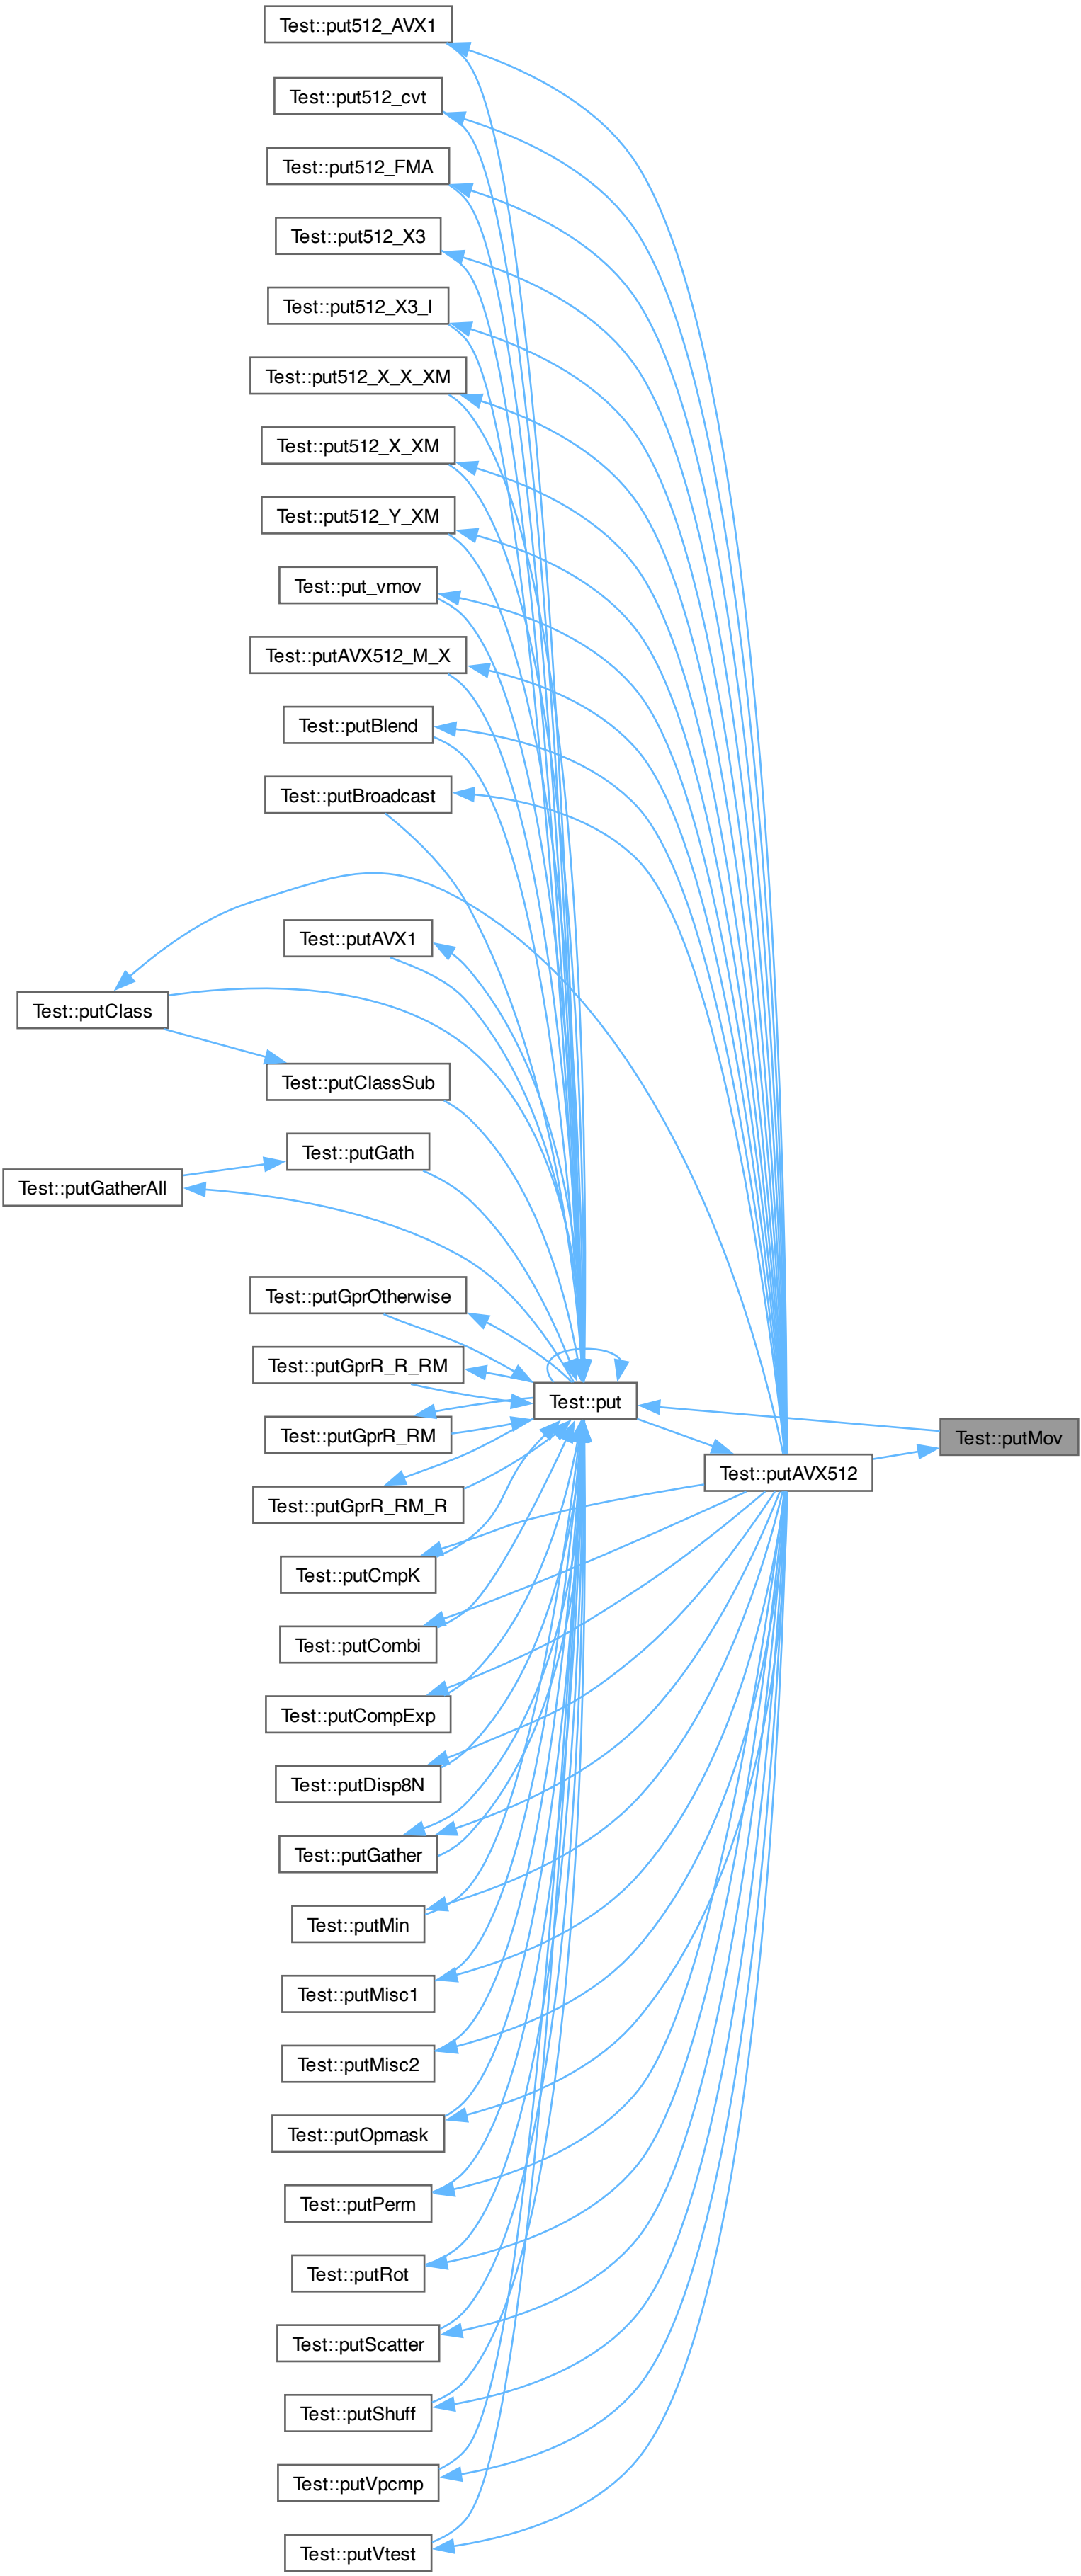 Test::put512_AVX1
Test::put512_cvt
Test::put512_FMA
Test::put512_X3
Test::put512_X3_I
Test::put512_X_X_XM
Test::put512_X_XM
Test::put512_Y_XM
Test::put_vmov
Test::putAVX512_M_X
Test::putBlend
Test::putBroadcast
Test::putAVX1
Test::putClass
Test::putClassSub
Test::putGath
Test::putGatherAll
Test::putGprOtherwise
Test::putGprR_R_RM
Test::put
Test::putGprR_RM
Test::putMov
Test::putAVX512
Test::putGprR_RM_R
Test::putCmpK
Test::putCombi
Test::putCompExp
Test::putDisp8N
Test::putGather
Test::putMin
Test::putMisc1
Test::putMisc2
Test::putOpmask
Test::putPerm
Test::putRot
Test::putScatter
Test::putShuff
Test::putVpcmp
Test::putVtest